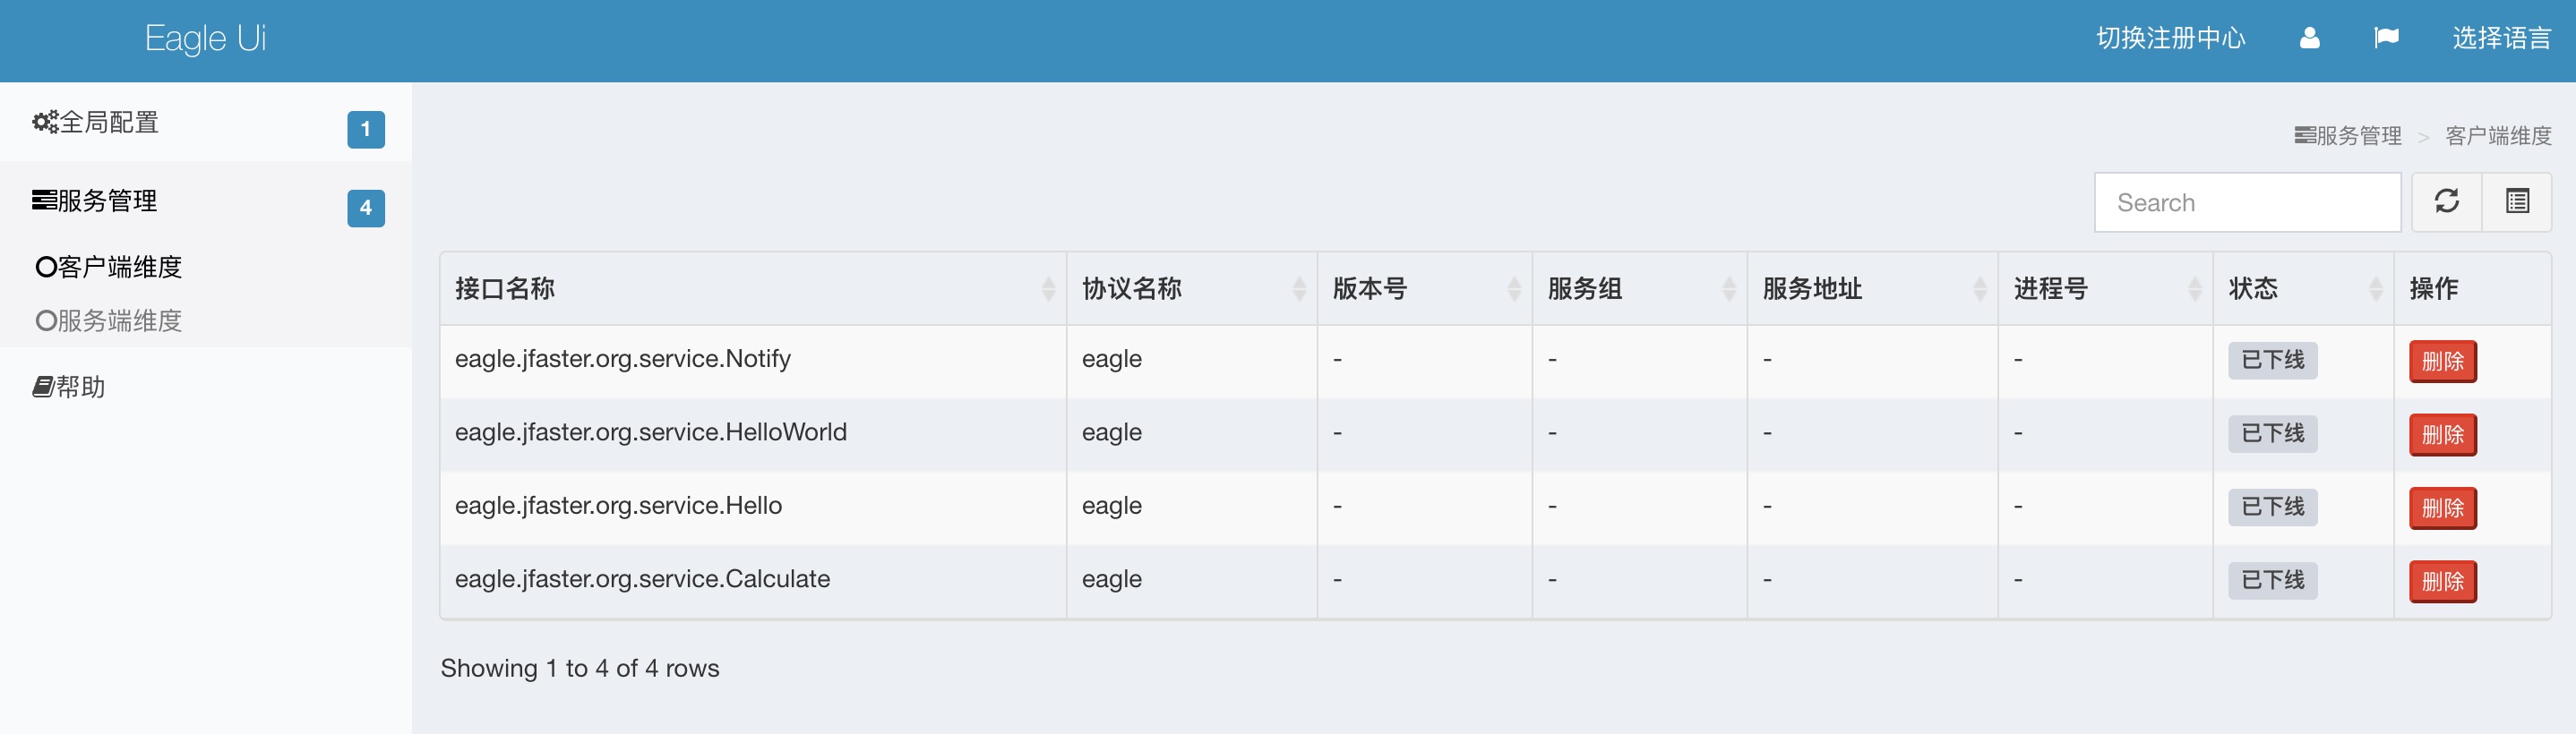 Eagle Ui
切换注册中心 选择语言
全局配置 1
服务管理 4
客户端维度
服务端维度
帮助
服务管理 > 客户端维度
Search
接口名称 协议名称 版本号 服务组 服务地址 进程号 状态 操作
eagle.jfaster.org.service.Notify eagle - - - - 已下线 删除
eagle.jfaster.org.service.HelloWorld eagle - - - - 已下线 删除
eagle.jfaster.org.service.Hello eagle - - - - 已下线 删除
eagle.jfaster.org.service.Calculate eagle - - - - 已下线 删除
Showing 1 to 4 of 4 rows